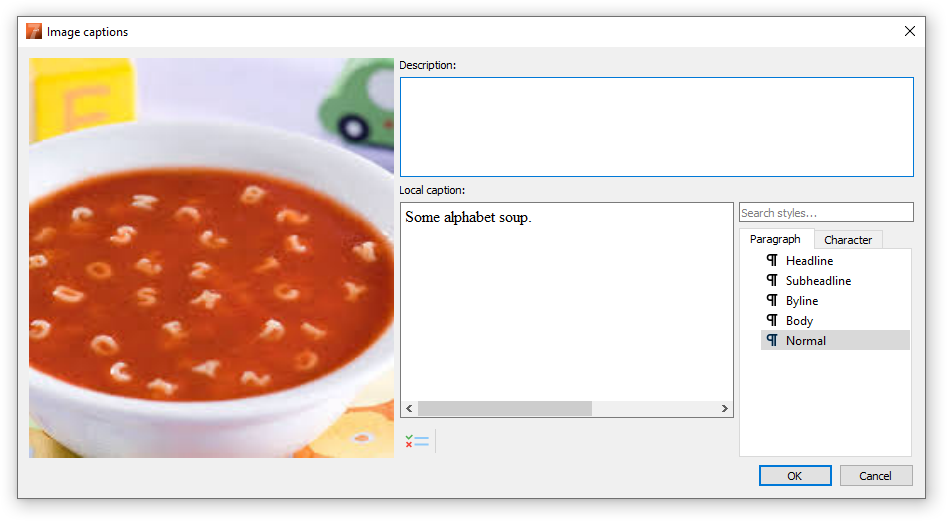 Image captions
Description:
Local caption:
Some alphabet soup.
Search styles...
Paragraph
Character
Headline
Subheadline
Byline
Body
Normal
OK
Cancel